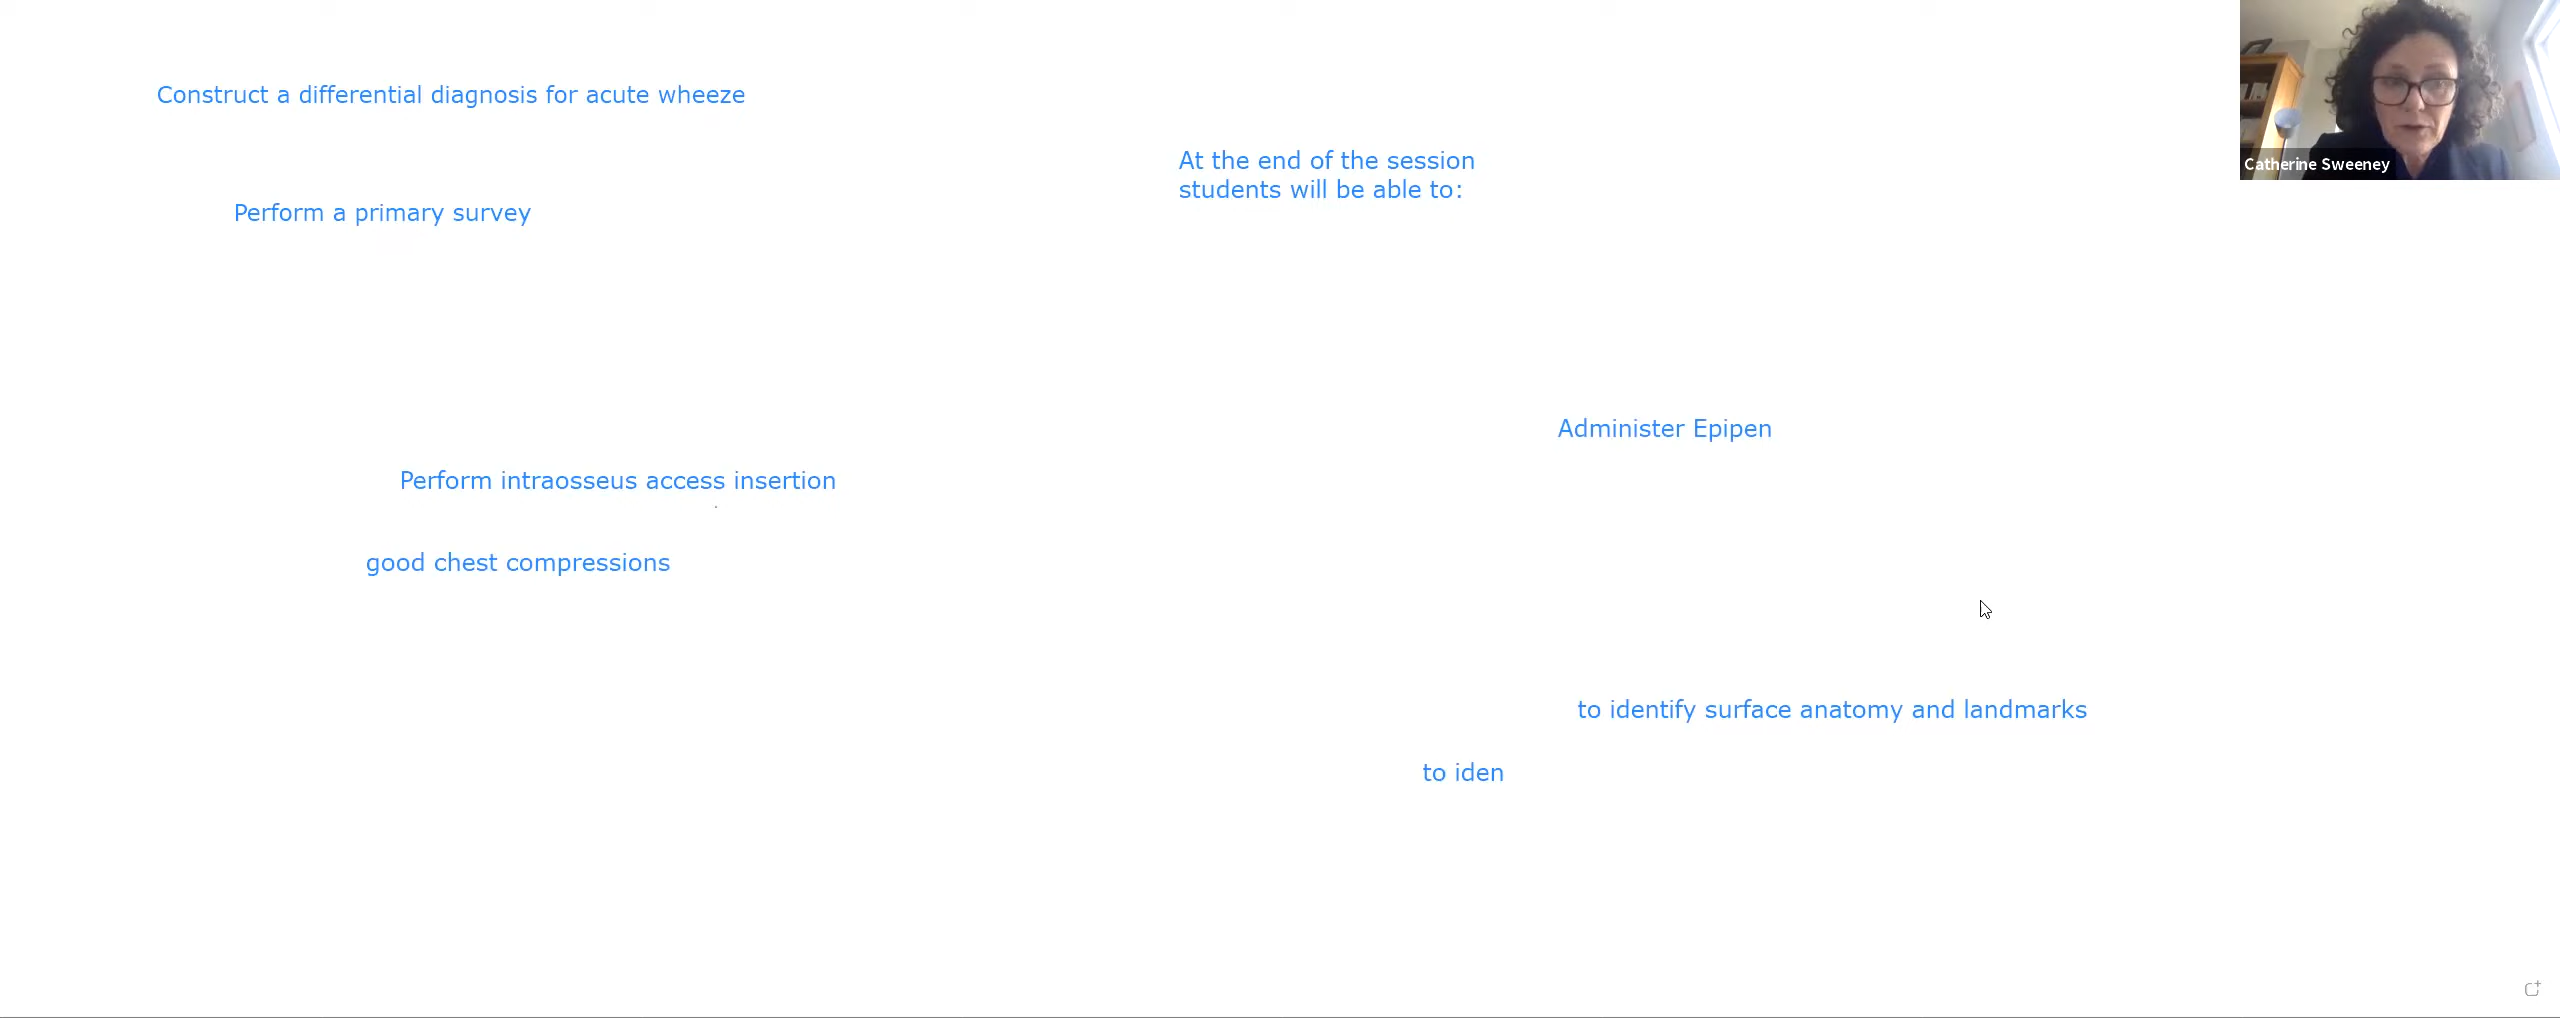 Construct a differential diagnosis for acute wheeze
At the end of the session
students will be able to:
Catherine Sweeney
Perform a primary survey
Administer Epipen
Perform intraosseus access insertion
good chest compressions
to identify surface anatomy and landmarks
to iden